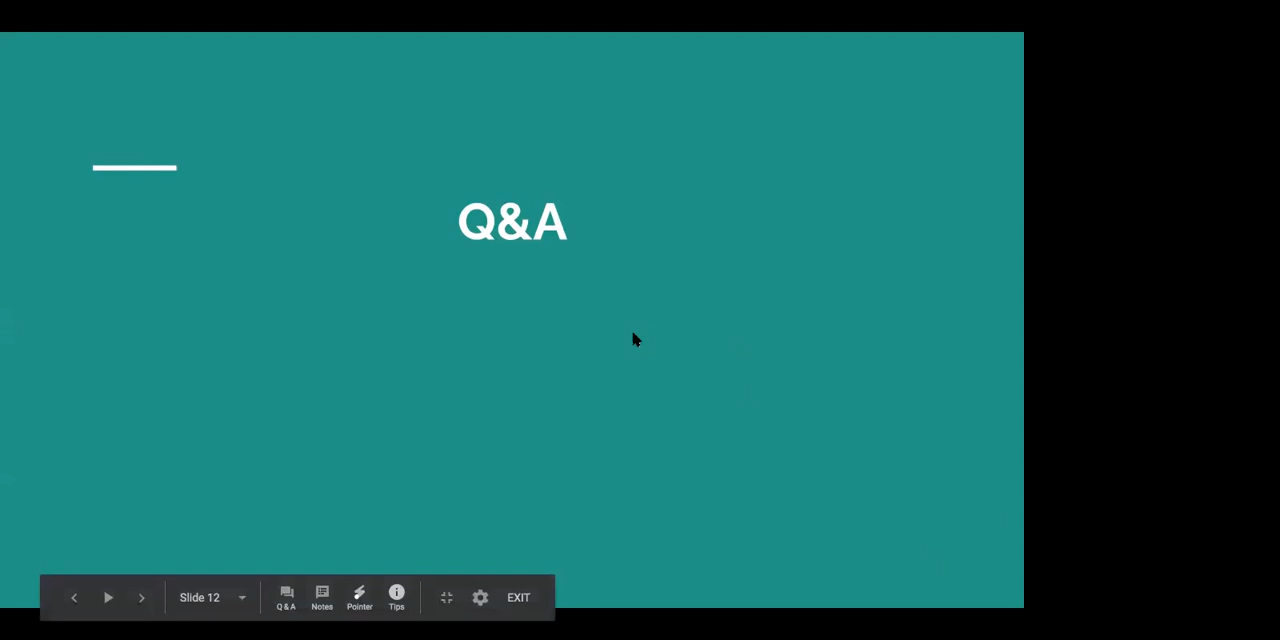 Q&A
Slide 12
Q&A
Notes
Pointer
Tips
EXIT